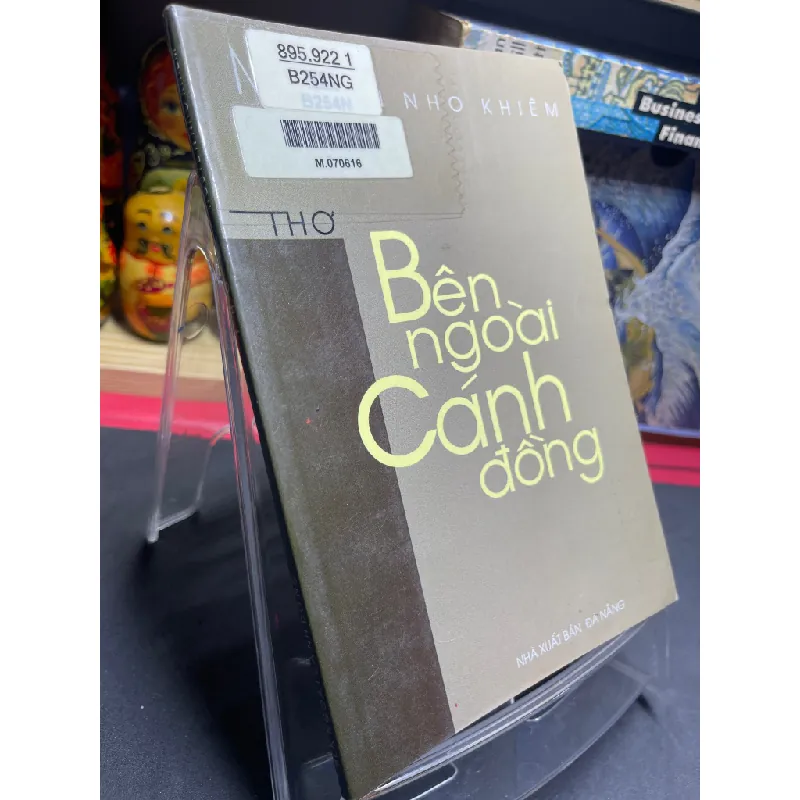 895.922 1
B254NG
B254N
N
NHO KHIÊM
M.070616
THƠ
Bên
ngoài
Cánh
đồng
NHÀ XUẤT BẢN ĐÀ NẴNG
Business
Finan